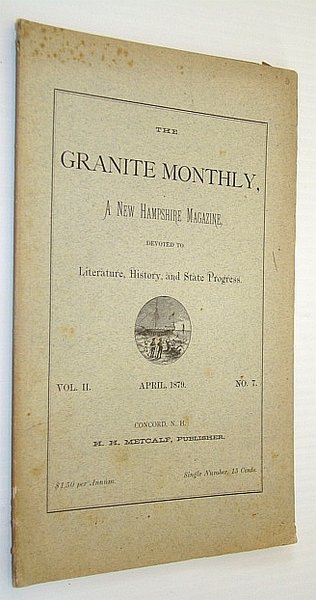 THE
GRANITE MONTHLY,
A NEW HAMPSHIRE MAGAZINE,
DEVOTED TO
Literature, History, and State Progress.
VOL. II. APRIL, 1879. NO. 7.
CONCORD, N. H.
H. H. METCALF, PUBLISHER.
$1.50 per Annum. Single Number, 15 Cents.